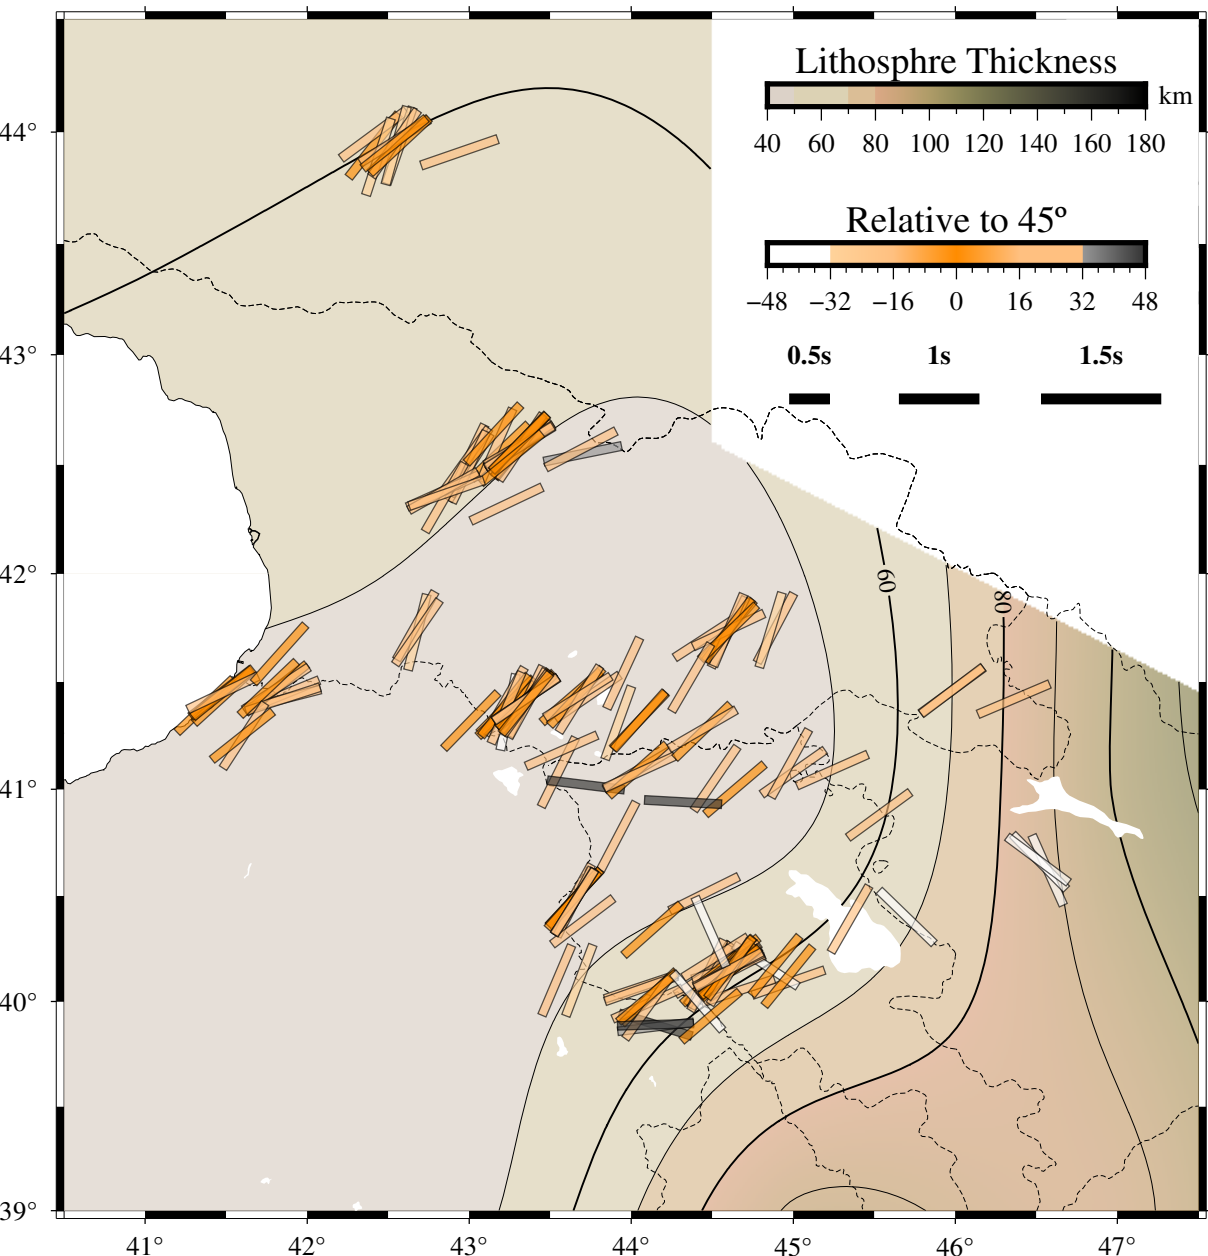 Lithosphre Thickness
km
40 60 80 100 120 140 160 180
Relative to 45º
−48 −32 −16 0 16 32 48
0.5s 1s 1.5s
44°
43°
42°
41°
40°
39°
60
80
41° 42° 43° 44° 45° 46° 47°